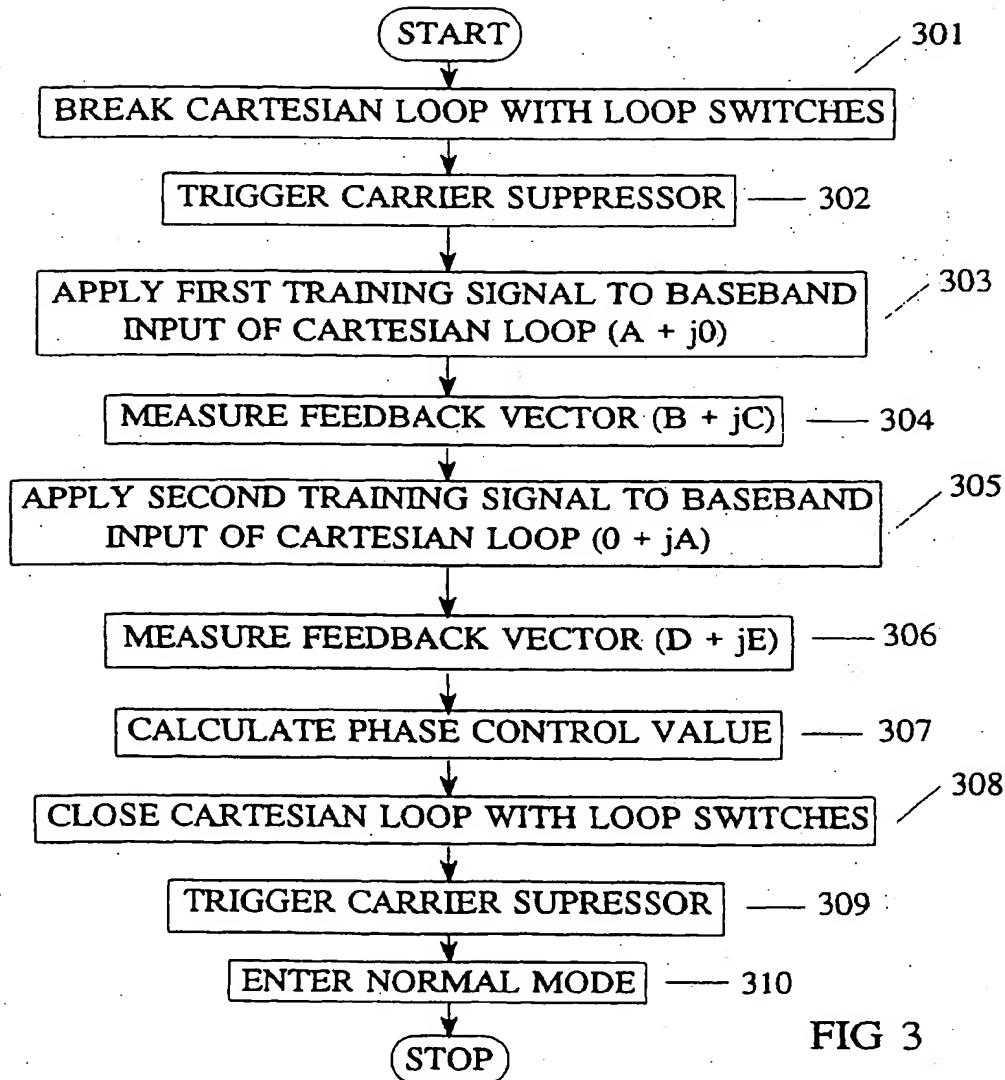 START
301
BREAK CARTESIAN LOOP WITH LOOP SWITCHES
TRIGGER CARRIER SUPPRESSOR
302
APPLY FIRST TRAINING SIGNAL TO BASEBAND
INPUT OF CARTESIAN LOOP (A + j0)
303
MEASURE FEEDBACK VECTOR (B + jC)
304
APPLY SECOND TRAINING SIGNAL TO BASEBAND
INPUT OF CARTESIAN LOOP (0 + jA)
305
MEASURE FEEDBACK VECTOR (D + jE)
306
CALCULATE PHASE CONTROL VALUE
307
CLOSE CARTESIAN LOOP WITH LOOP SWITCHES
308
TRIGGER CARRIER SUPRESSOR
309
ENTER NORMAL MODE
310
STOP
FIG 3